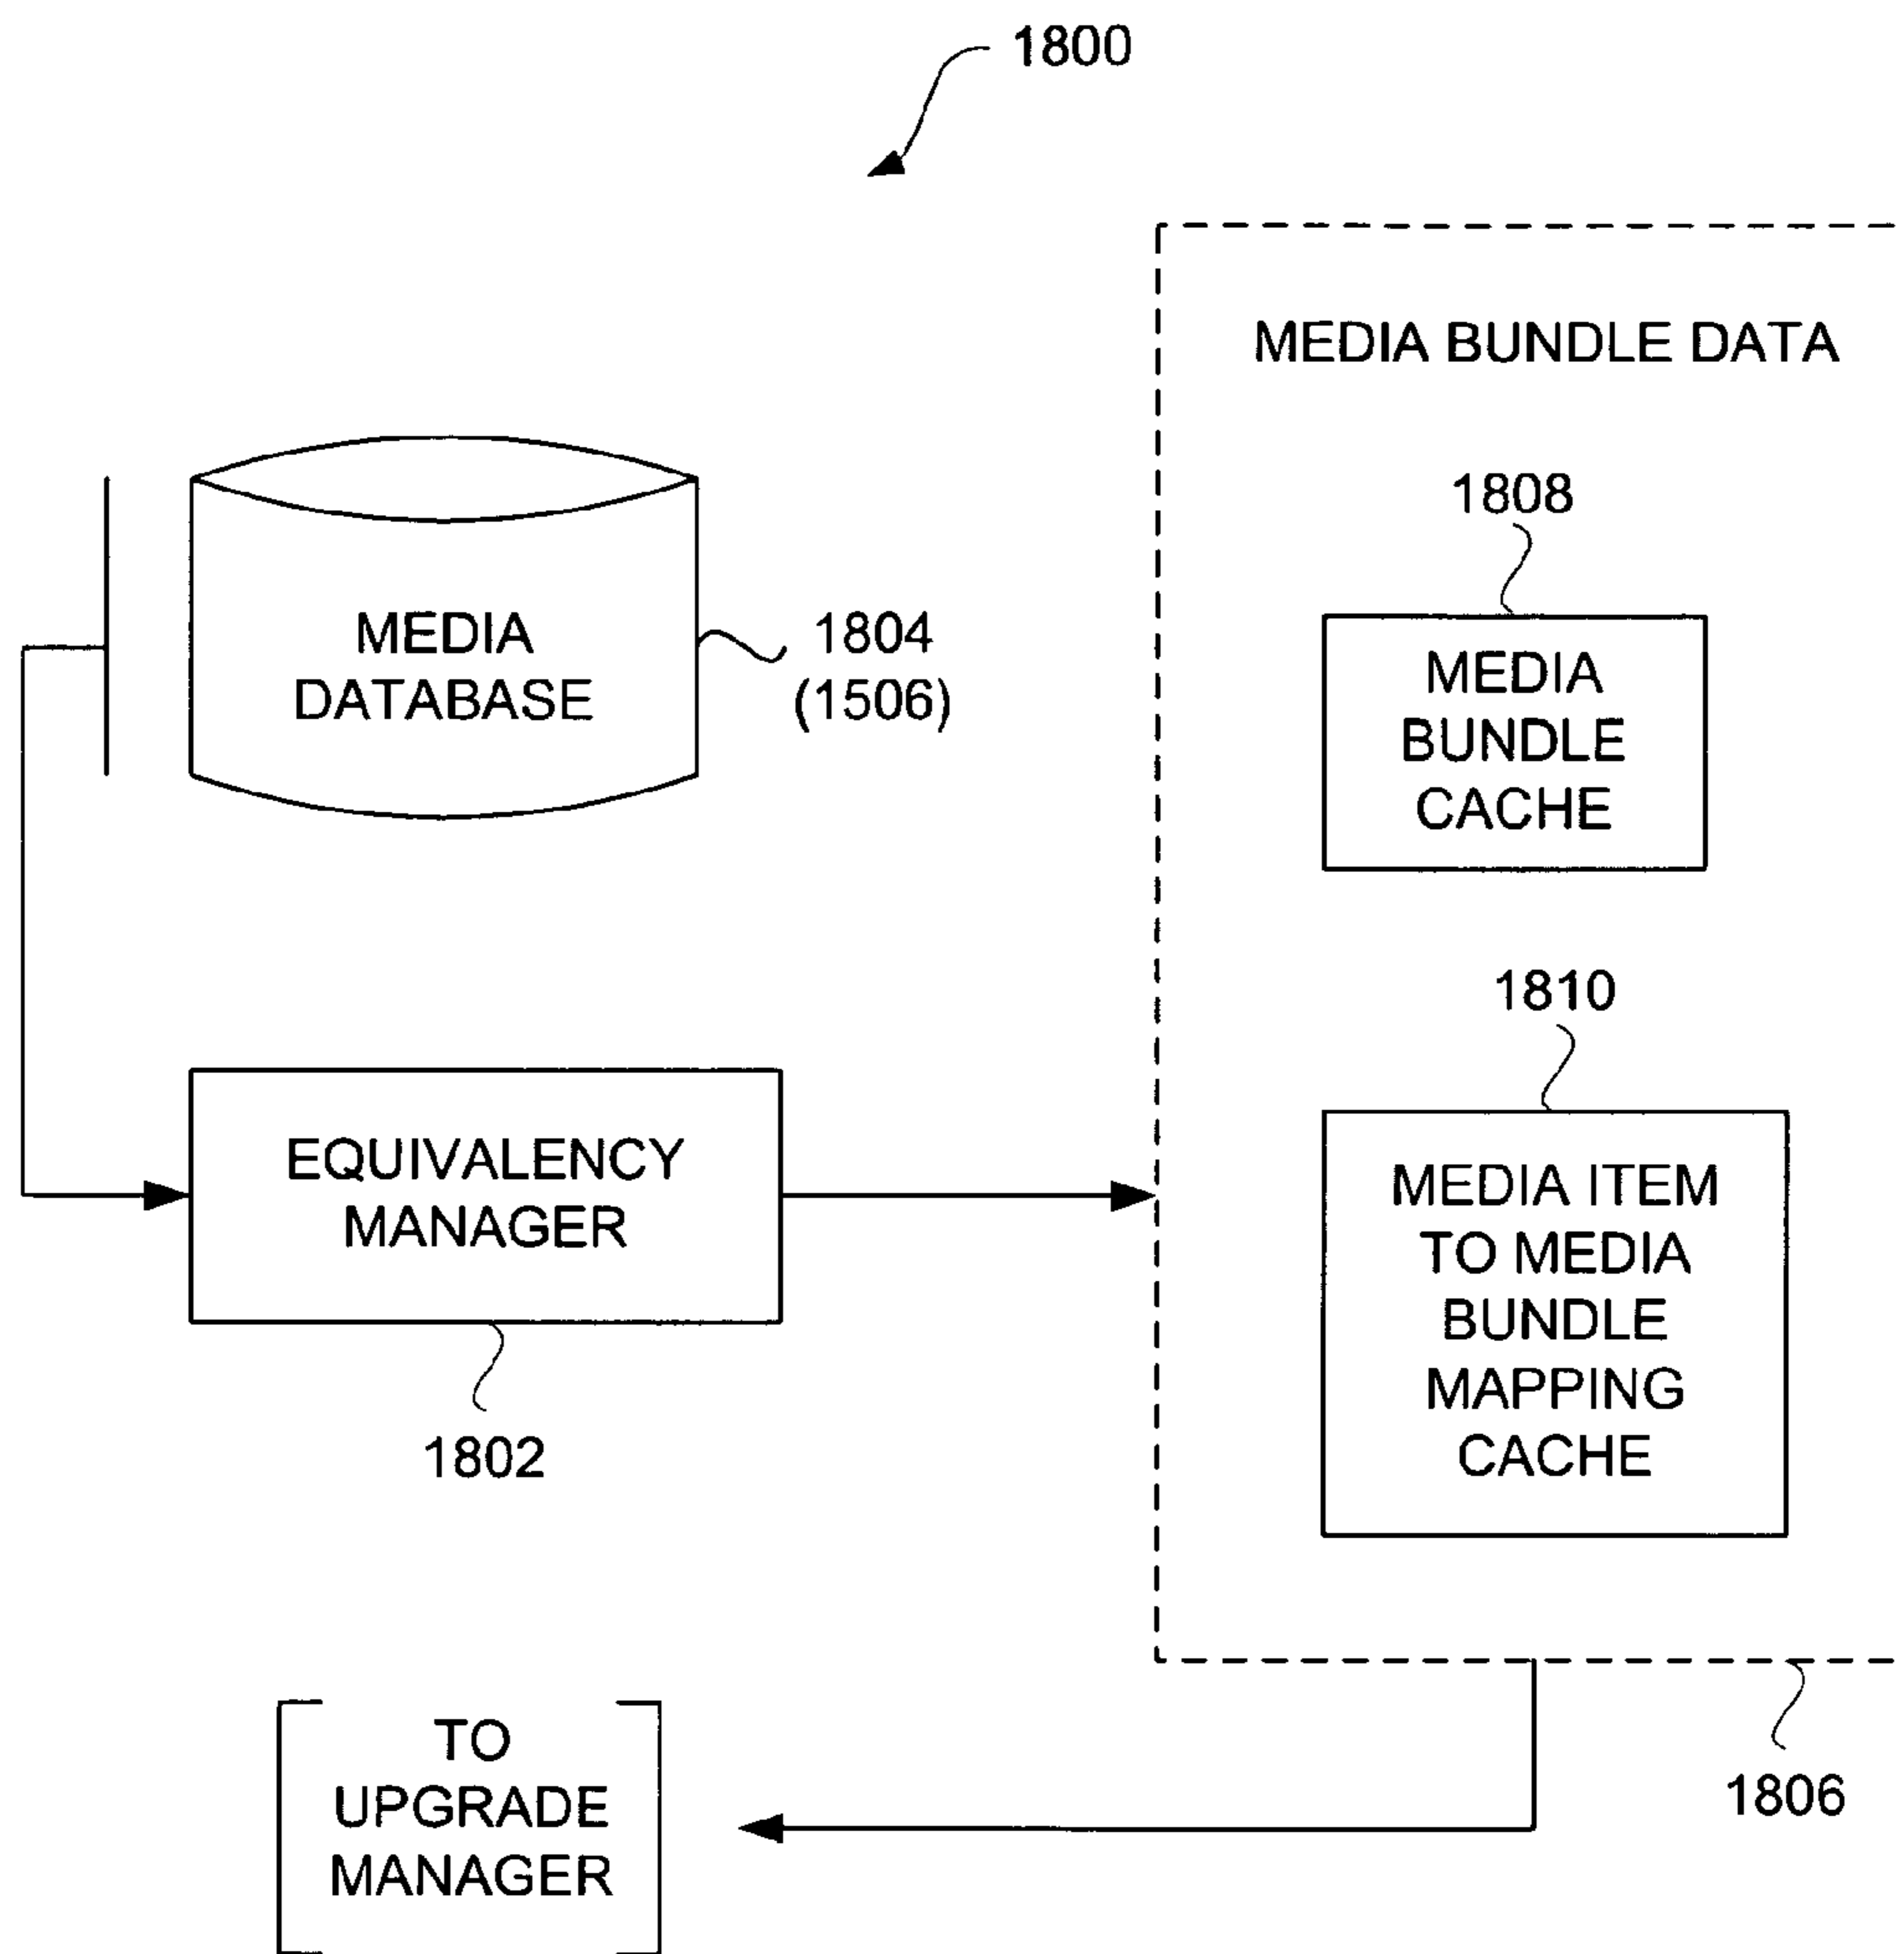 1800
MEDIA BUNDLE DATA
1808
MEDIA
BUNDLE
CACHE
MEDIA
DATABASE
1804
(1506)
1810
MEDIA ITEM
TO MEDIA
BUNDLE
MAPPING
CACHE
EQUIVALENCY
MANAGER
1802
1806
TO
UPGRADE
MANAGER